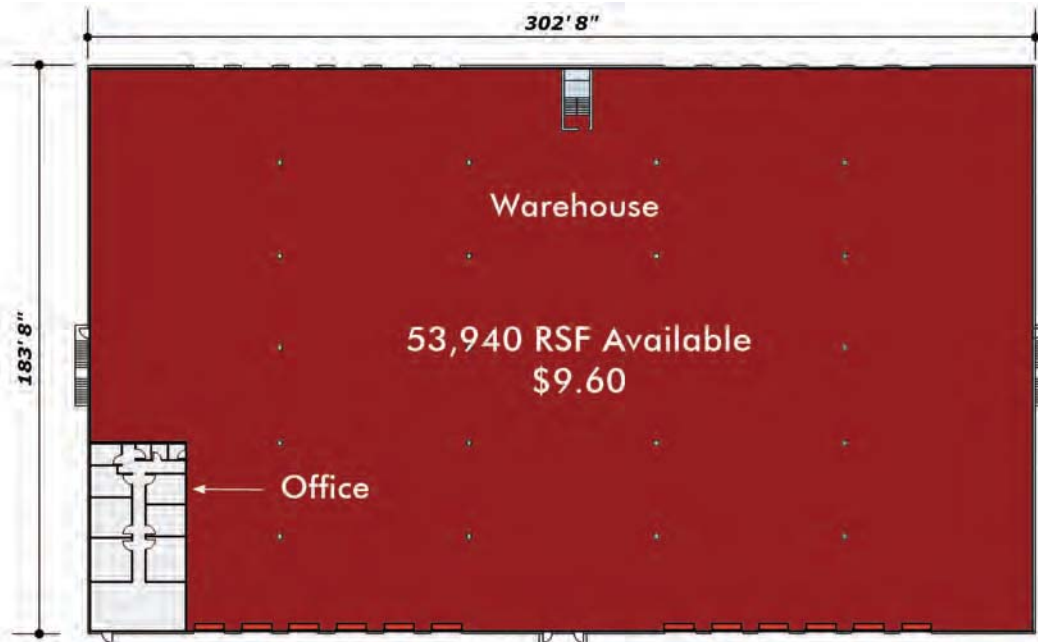 302' 8"
183' 8"
Warehouse
53,940 RSF Available
$9.60
Office